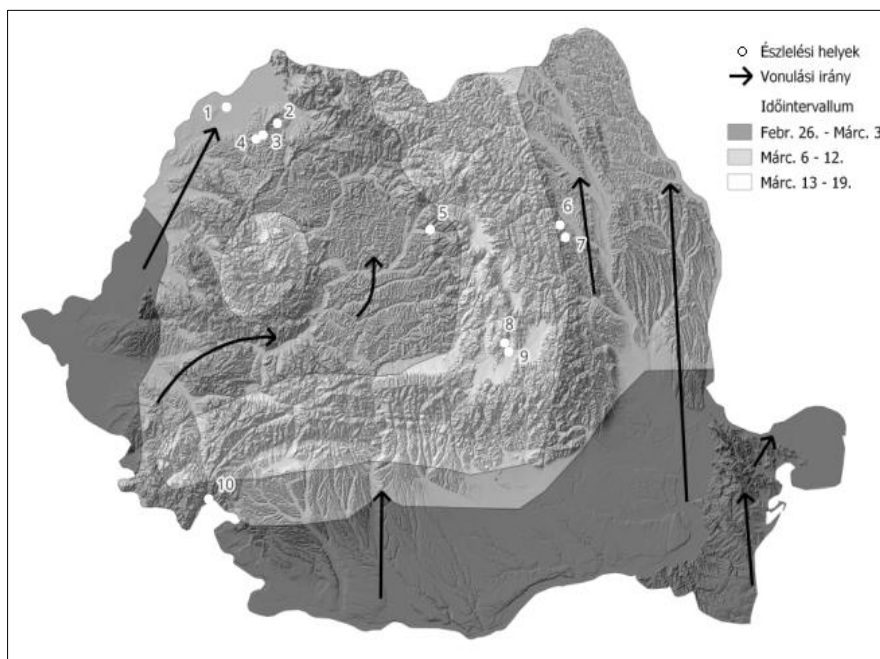 Észlelési helyek
Vonulási irány
Időintervallum
Febr. 26. - Márc. 3
Márc. 6 - 12.
Márc. 13 - 19.
1
2
4 3
5
6
7
8
9
10